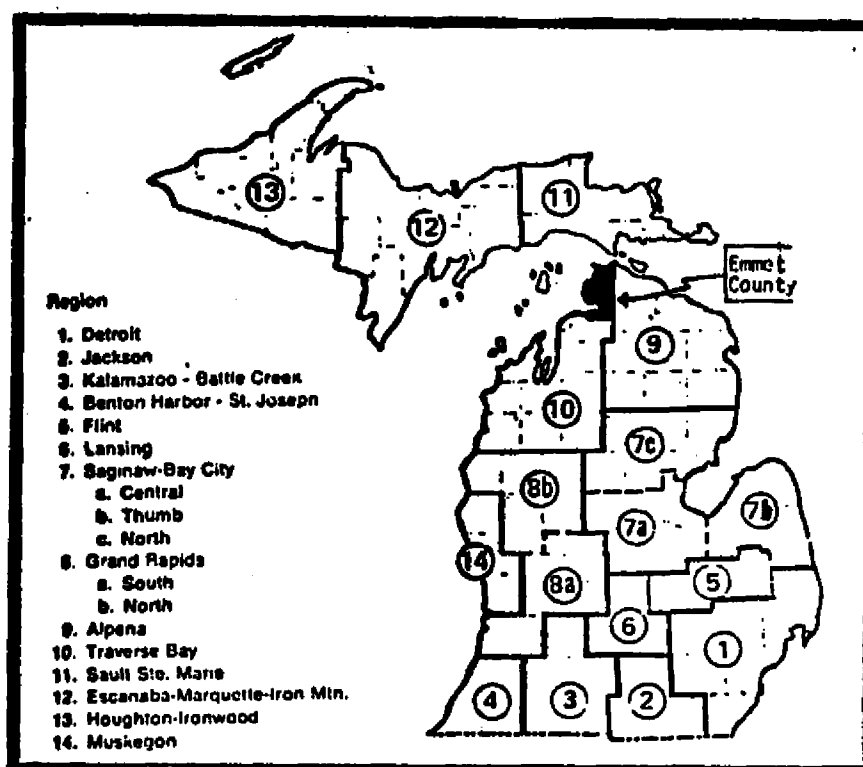 13
11
12
Emmet
County
9
10
7c
8b
7b
7a
14
8a
5
6
1
4
3
2
Region
1. Detroit
2. Jackson
3. Kalamazoo - Battle Creek
4. Benton Harbor - St. Joseph
5. Flint
6. Lansing
7. Saginaw-Bay City
a. Central
b. Thumb
c. North
8. Grand Rapids
a. South
b. North
9. Alpena
10. Traverse Bay
11. Sault Ste. Marie
12. Escanaba-Marquette-Iron Mtn.
13. Houghton-Ironwood
14. Muskegon